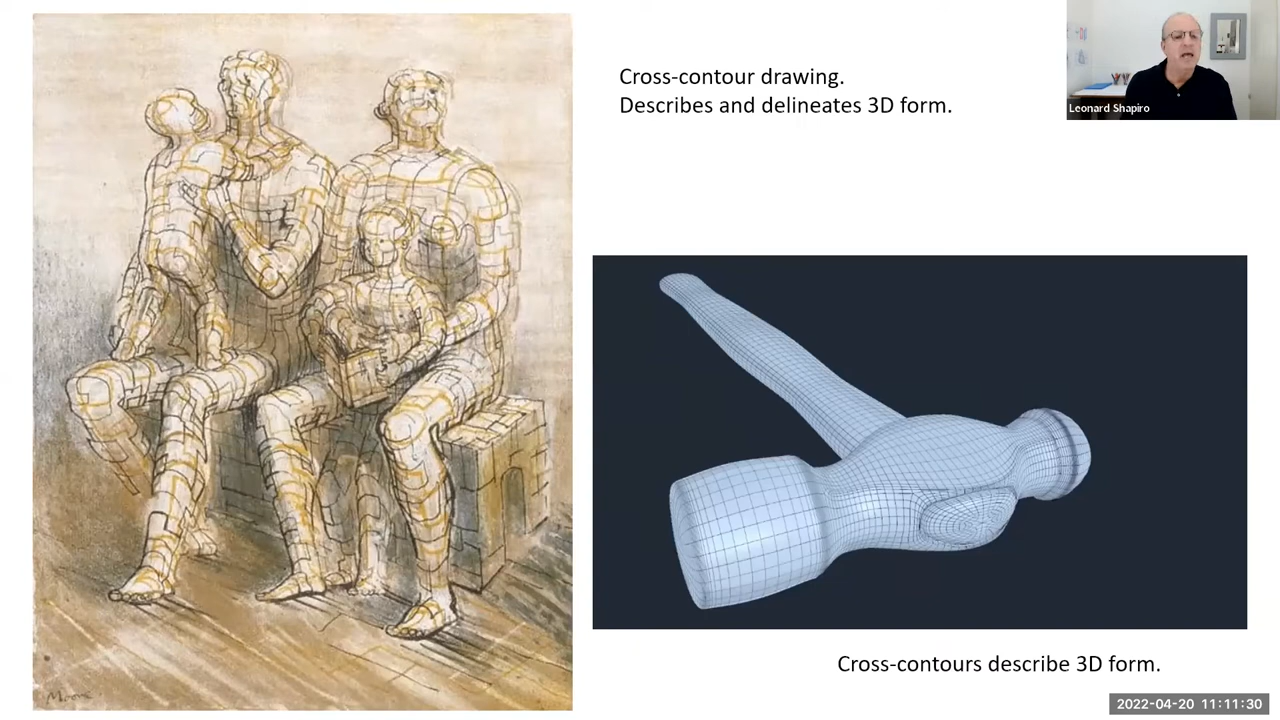 Cross-contour drawing.
Describes and delineates 3D form.
Leonard Shapiro
Cross-contours describe 3D form.
Moore
2022-04-20 11:11:30